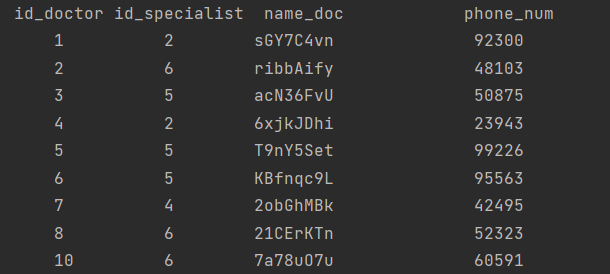 id_doctor id_specialist name_doc phone_num
1 2 sGY7C4vn 92300
2 6 ribbAify 48103
3 5 acN36FvU 50875
4 2 6xjkJDhi 23943
5 5 T9nY5Set 99226
6 5 KBfnqc9L 95563
7 4 2obGhMBk 42495
8 6 21CErKTn 52323
10 6 7a78uO7u 60591